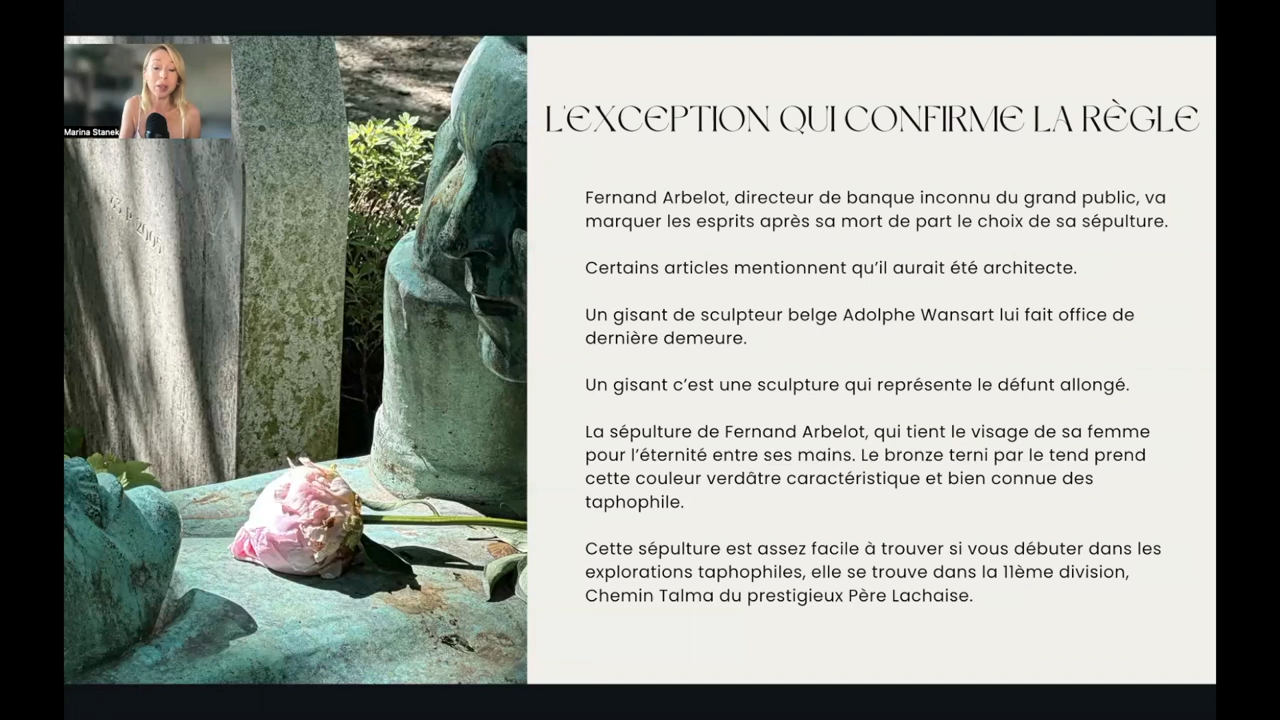 Marina Stanek
L'EXCEPTION QUI CONFIRME LA RÈGLE
Fernand Arbelot, directeur de banque inconnu du grand public, va
marquer les esprits après sa mort de part le choix de sa sépulture.
Certains articles mentionnent qu'il aurait été architecte.
Un gisant de sculpteur belge Adolphe Wansart lui fait office de
dernière demeure.
Un gisant c'est une sculpture qui représente le défunt allongé.
La sépulture de Fernand Arbelot, qui tient le visage de sa femme
pour l'éternité entre ses mains. Le bronze terni par le tend prend
cette couleur verdâtre caractéristique et bien connue des
taphophile.
Cette sépulture est assez facile à trouver si vous débuter dans les
explorations taphophiles, elle se trouve dans la 11ème division,
Chemin Talma du prestigieux Père Lachaise.